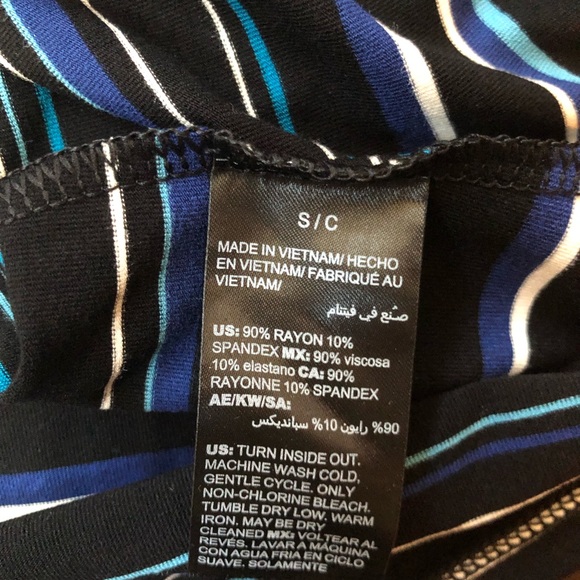 S / C
MADE IN VIETNAM/ HECHO
EN VIETNAM/ FABRIQUÉ AU
VIETNAM/
صُنع في فيتنام
US: 90% RAYON 10%
SPANDEX MX: 90% viscosa
10% elastano CA: 90%
RAYONNE 10% SPANDEX
AE/KW/SA:
90% رايون 10% سبانديكس
US: TURN INSIDE OUT.
MACHINE WASH COLD,
GENTLE CYCLE. ONLY
NON-CHLORINE BLEACH.
TUMBLE DRY LOW. WARM
IRON. MAY BE DRY
CLEANED MX: VOLTEAR AL
REVÉS. LAVAR A MÁQUINA
CON AGUA FRIA EN CICLO
SUAVE. SOLAMENTE